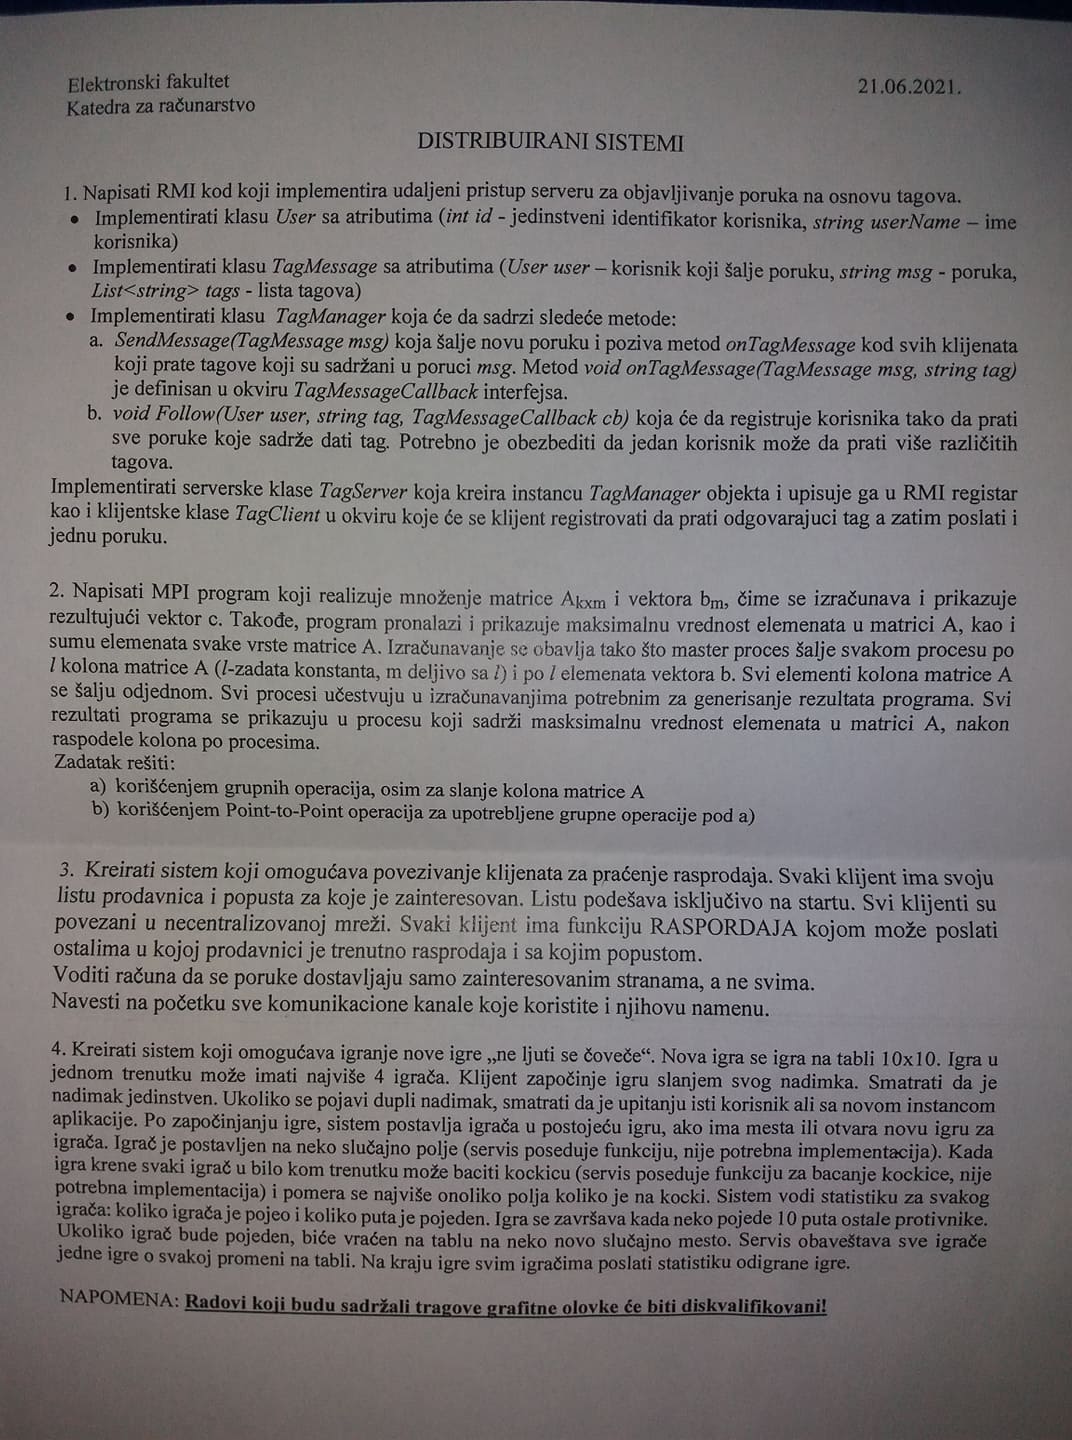 Elektronski fakultet
21.06.2021.
Katedra za računarstvo
DISTRIBUIRANI SISTEMI
1. Napisati RMI kod koji implementira udaljeni pristup serveru za objavljivanje poruka na osnovu tagova.
• Implementirati klasu User sa atributima (int id - jedinstveni identifikator korisnika, string userName – ime
korisnika)
• Implementirati klasu TagMessage sa atributima (User user – korisnik koji šalje poruku, string msg - poruka,
List<string> tags - lista tagova)
• Implementirati klasu TagManager koja će da sadrzi sledeće metode:
a. SendMessage(TagMessage msg) koja šalje novu poruku i poziva metod onTagMessage kod svih klijenata
koji prate tagove koji su sadržani u poruci msg. Metod void onTagMessage(TagMessage msg, string tag)
je definisan u okviru TagMessageCallback interfejsa.
b. void Follow(User user, string tag, TagMessageCallback cb) koja će da registruje korisnika tako da prati
sve poruke koje sadrže dati tag. Potrebno je obezbediti da jedan korisnik može da prati više različitih
tagova.
Implementirati serverske klase TagServer koja kreira instancu TagManager objekta i upisuje ga u RMI registar
kao i klijentske klase TagClient u okviru koje će se klijent registrovati da prati odgovarajuci tag a zatim poslati i
jednu poruku.
2. Napisati MPI program koji realizuje množenje matrice Akxm i vektora bm, čime se izračunava i prikazuje
rezultujući vektor c. Takođe, program pronalazi i prikazuje maksimalnu vrednost elemenata u matrici A, kao i
sumu elemenata svake vrste matrice A. Izračunavanje se obavlja tako što master proces šalje svakom procesu po
l kolona matrice A (l-zadata konstanta, m deljivo sa l) i po l elemenata vektora b. Svi elementi kolona matrice A
se šalju odjednom. Svi procesi učestvuju u izračunavanjima potrebnim za generisanje rezultata programa. Svi
rezultati programa se prikazuju u procesu koji sadrži masksimalnu vrednost elemenata u matrici A, nakon
raspodele kolona po procesima.
Zadatak rešiti:
a) korišćenjem grupnih operacija, osim za slanje kolona matrice A
b) korišćenjem Point-to-Point operacija za upotrebljene grupne operacije pod a)
3. Kreirati sistem koji omogućava povezivanje klijenata za praćenje rasprodaja. Svaki klijent ima svoju
listu prodavnica i popusta za koje je zainteresovan. Listu podešava isključivo na startu. Svi klijenti su
povezani u necentralizovanoj mreži. Svaki klijent ima funkciju RASPORDAJA kojom može poslati
ostalima u kojoj prodavnici je trenutno rasprodaja i sa kojim popustom.
Voditi računa da se poruke dostavljaju samo zainteresovanim stranama, a ne svima.
Navesti na početku sve komunikacione kanale koje koristite i njihovu namenu.
4. Kreirati sistem koji omogućava igranje nove igre „ne ljuti se čoveče“. Nova igra se igra na tabli 10x10. Igra u
jednom trenutku može imati najviše 4 igrača. Klijent započinje igru slanjem svog nadimka. Smatrati da je
nadimak jedinstven. Ukoliko se pojavi dupli nadimak, smatrati da je upitanju isti korisnik ali sa novom instancom
aplikacije. Po započinjanju igre, sistem postavlja igrača u postojeću igru, ako ima mesta ili otvara novu igru za
igrača. Igrač je postavljen na neko slučajno polje (servis poseduje funkciju, nije potrebna implementacija). Kada
igra krene svaki igrač u bilo kom trenutku može baciti kockicu (servis poseduje funkciju za bacanje kockice, nije
potrebna implementacija) i pomera se najviše onoliko polja koliko je na kocki. Sistem vodi statistiku za svakog
igrača: koliko igrača je pojeo i koliko puta je pojeden. Igra se završava kada neko pojede 10 puta ostale protivnike.
Ukoliko igrač bude pojeden, biće vraćen na tablu na neko novo slučajno mesto. Servis obaveštava sve igrače
jedne igre o svakoj promeni na tabli. Na kraju igre svim igračima poslati statistiku odigrane igre.
NAPOMENA: Radovi koji budu sadržali tragove grafitne olovke će biti diskvalifikovani!